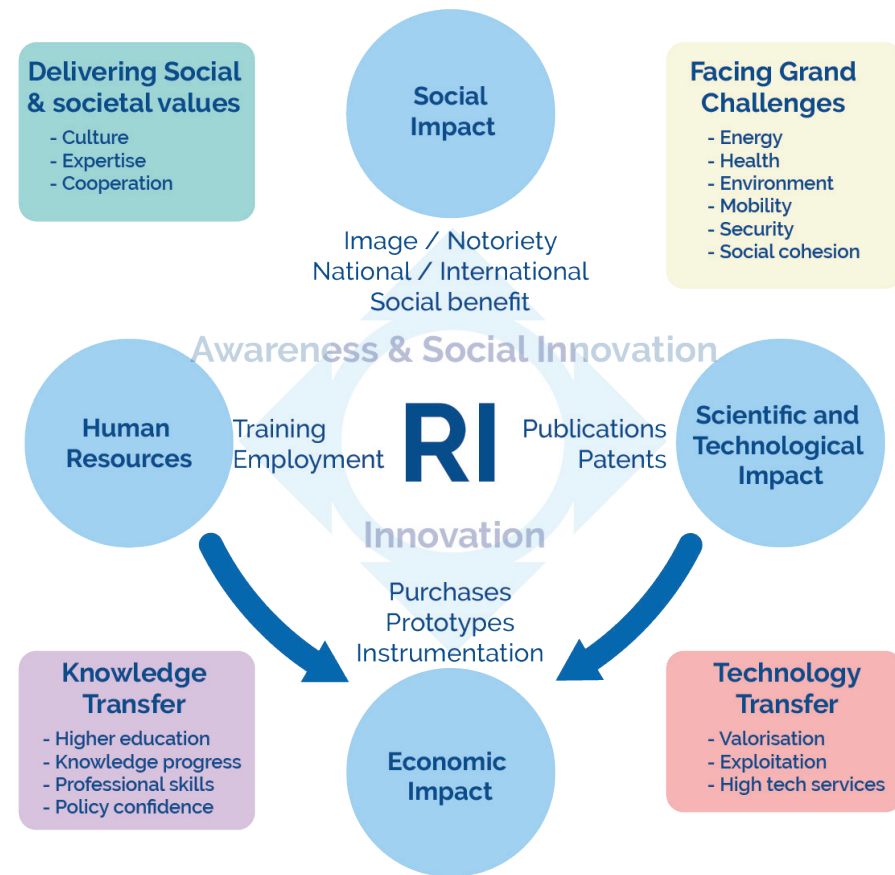 Delivering Social
& societal values
- Culture
- Expertise
- Cooperation
Social
Impact
Facing Grand
Challenges
- Energy
- Health
- Environment
- Mobility
- Security
- Social cohesion
Image / Notoriety
National / International
Social benefit
Awareness & Social Innovation
Human
Resources
Training
Employment
RI
Publications
Patents
Scientific and
Technological
Impact
Innovation
Purchases
Prototypes
Instrumentation
Knowledge
Transfer
- Higher education
- Knowledge progress
- Professional skills
- Policy confidence
Economic
Impact
Technology
Transfer
- Valorisation
- Exploitation
- High tech services